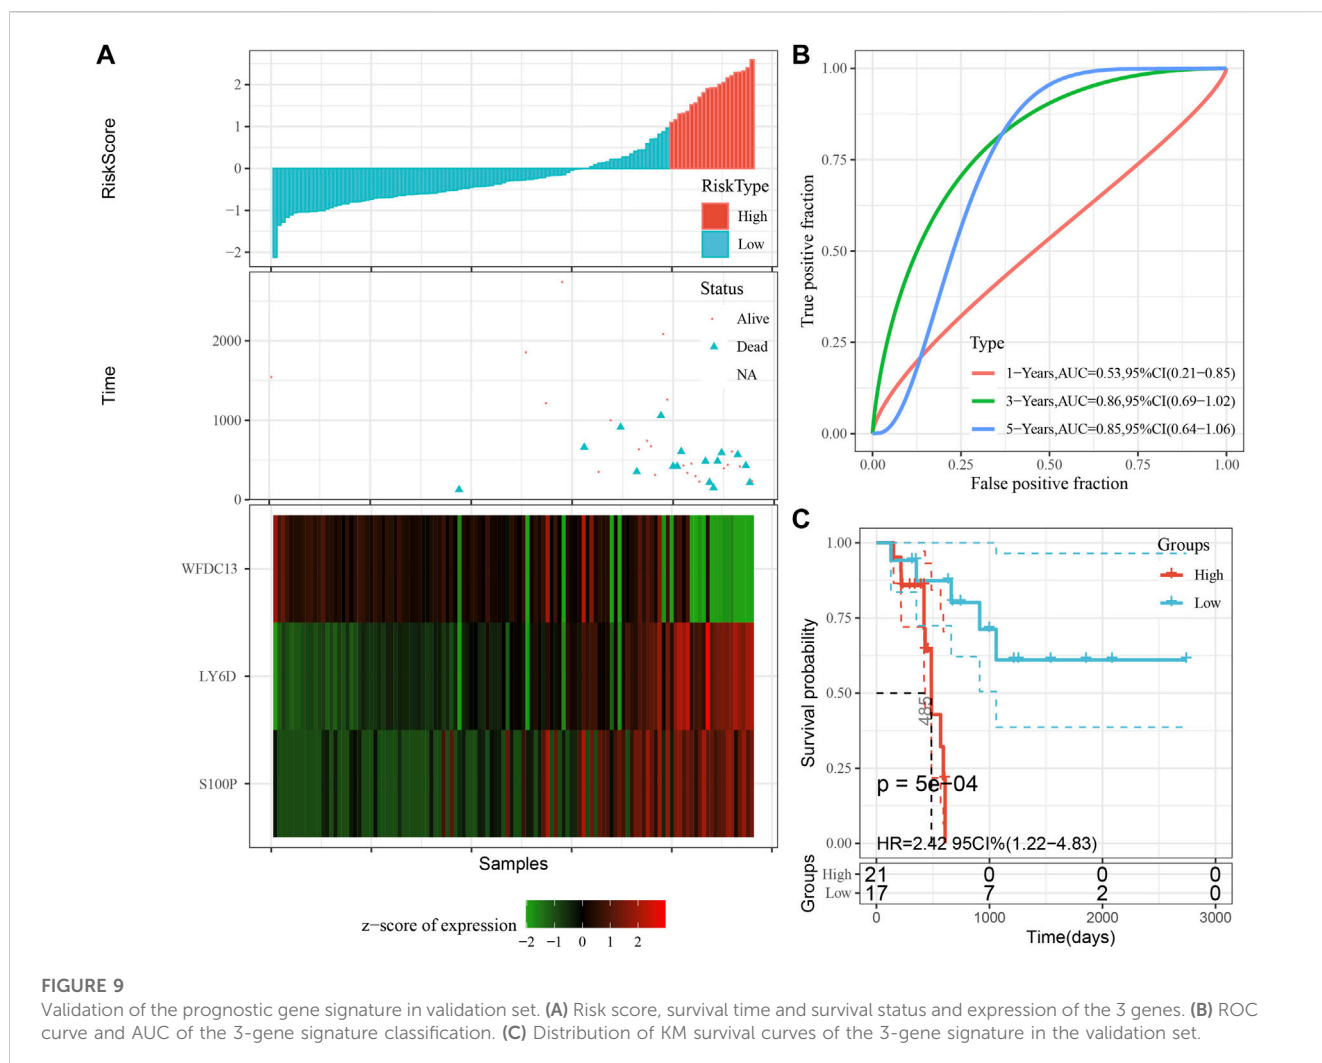 A
RiskScore
2
1
0
−1
−2
RiskType
High
Low
Time
2000
1000
0
Status
Alive
Dead
NA
WFDC13
LY6D
S100P
Samples
z−score of expression
−2 −1 0 1 2
B
True positive fraction
1.00
0.75
0.50
0.25
0.00
Type
1−Years,AUC=0.53,95%CI(0.21−0.85)
3−Years,AUC=0.86,95%CI(0.69−1.02)
5−Years,AUC=0.85,95%CI(0.64−1.06)
0.00 0.25 0.50 0.75 1.00
False positive fraction
C
Survival probability
1.00
0.75
0.50
0.25
0.00
Groups
High
Low
485
p = 5e−04
HR=2.42 95CI%(1.22−4.83)
Groups
High 21 0 0 0
Low 17 7 2 0
0 1000 2000 3000
Time(days)
FIGURE 9
Validation of the prognostic gene signature in validation set. (A) Risk score, survival time and survival status and expression of the 3 genes. (B) ROC
curve and AUC of the 3-gene signature classification. (C) Distribution of KM survival curves of the 3-gene signature in the validation set.